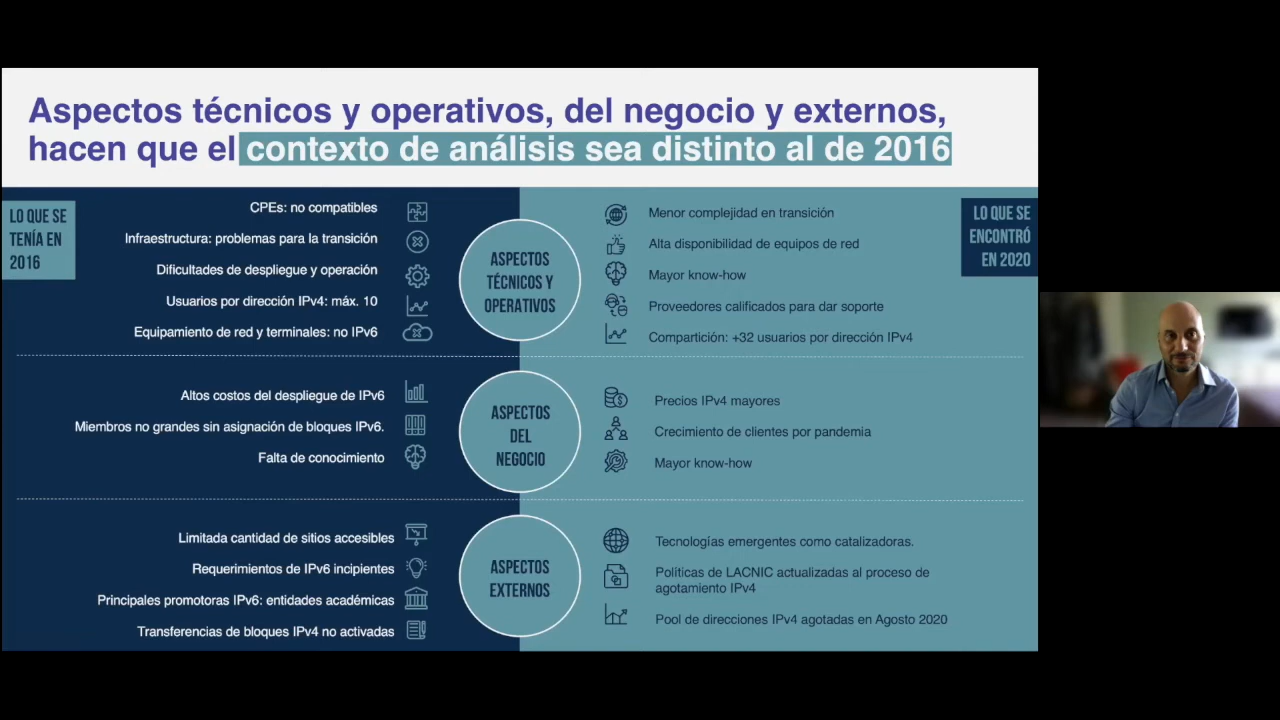 Aspectos técnicos y operativos, del negocio y externos,
hacen que el contexto de análisis sea distinto al de 2016
LO QUE SE
TENÍA EN
2016
CPEs: no compatibles
Infraestructura: problemas para la transición
Dificultades de despliegue y operación
Usuarios por dirección IPv4: máx. 10
Equipamiento de red y terminales: no IPv6
ASPECTOS
TÉCNICOS Y
OPERATIVOS
Menor complejidad en transición
Alta disponibilidad de equipos de red
Mayor know-how
Proveedores calificados para dar soporte
Compartición: +32 usuarios por dirección IPv4
LO QUE SE
ENCONTRÓ
EN 2020
Altos costos del despliegue de IPv6
Miembros no grandes sin asignación de bloques IPv6.
Falta de conocimiento
ASPECTOS
DEL
NEGOCIO
Precios IPv4 mayores
Crecimiento de clientes por pandemia
Mayor know-how
Limitada cantidad de sitios accesibles
Requerimientos de IPv6 incipientes
Principales promotoras IPv6: entidades académicas
Transferencias de bloques IPv4 no activadas
ASPECTOS
EXTERNOS
Tecnologías emergentes como catalizadoras.
Políticas de LACNIC actualizadas al proceso de
agotamiento IPv4
Pool de direcciones IPv4 agotadas en Agosto 2020